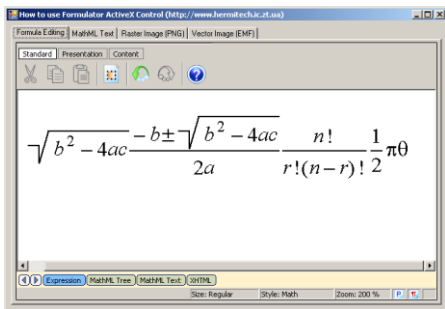 How to use Formulator ActiveX Control (http://www.hermitech.ic.zt.ua)
Formula Editing MathML Text Raster Image (PNG) Vector Image (EMF)
Standard Presentation Content
√(b² − 4ac) (−b ± √(b² − 4ac))/(2a) n!/(r!(n − r)!) 1/2 πθ
Expression MathML Tree MathML Text XHTML
Size: Regular Style: Math Zoom: 200 % P